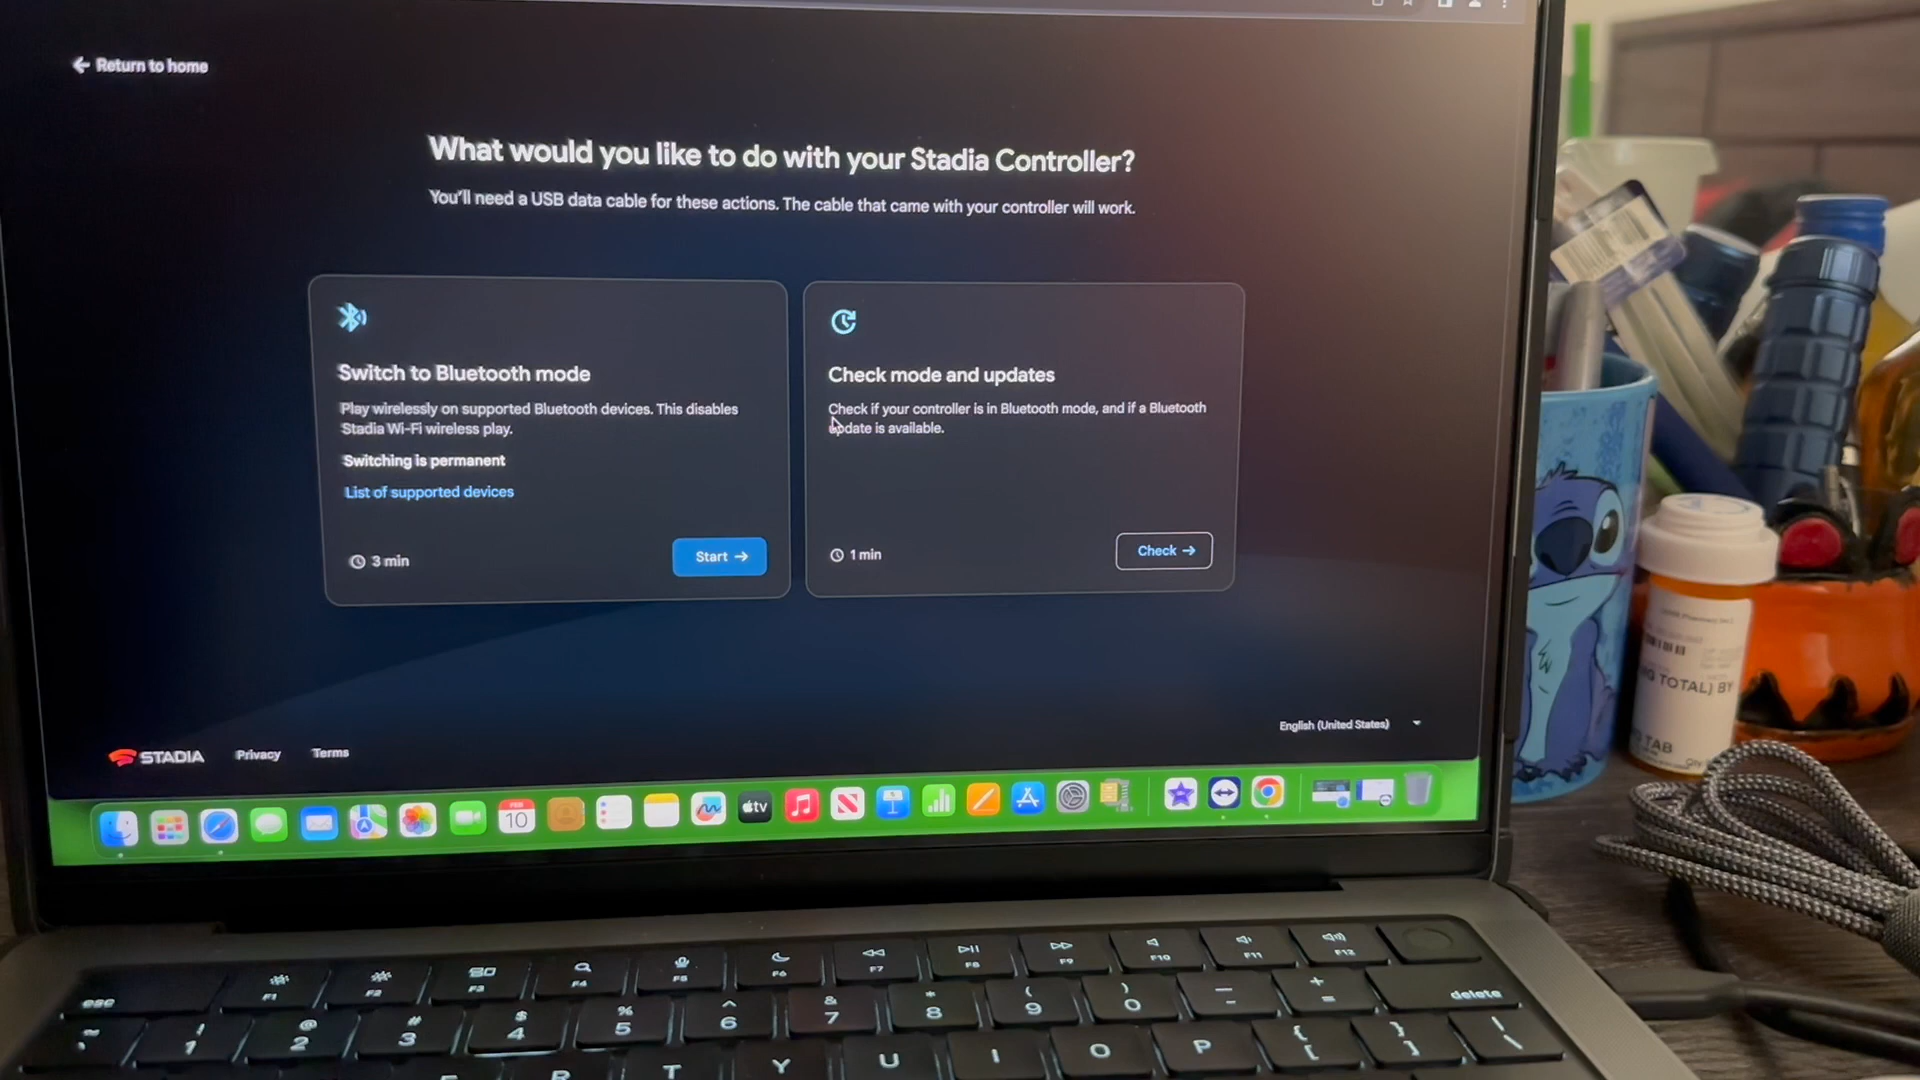 Return to home
What would you like to do with your Stadia Controller?
You'll need a USB data cable for these actions. The cable that came with your controller will work.
Switch to Bluetooth mode
Play wirelessly on supported Bluetooth devices. This disables
Stadia Wi-Fi wireless play.
Switching is permanent
List of supported devices
3 min
Start →
Check mode and updates
Check if your controller is in Bluetooth mode, and if a Bluetooth
update is available.
1 min
Check →
English (United States)
STADIA
Privacy
Terms
FEB
10
tv
TOTAL) BY
TAB
esc
F1
F2
F3
F4
F5
F6
F7
F8
F9
F10
F11
F12
~ ! @ # $ % ^ & * ( ) _ +
1 2 3 4 5 6 7 8 9 0 - =
delete
R T Y U I O P { [ } ] \